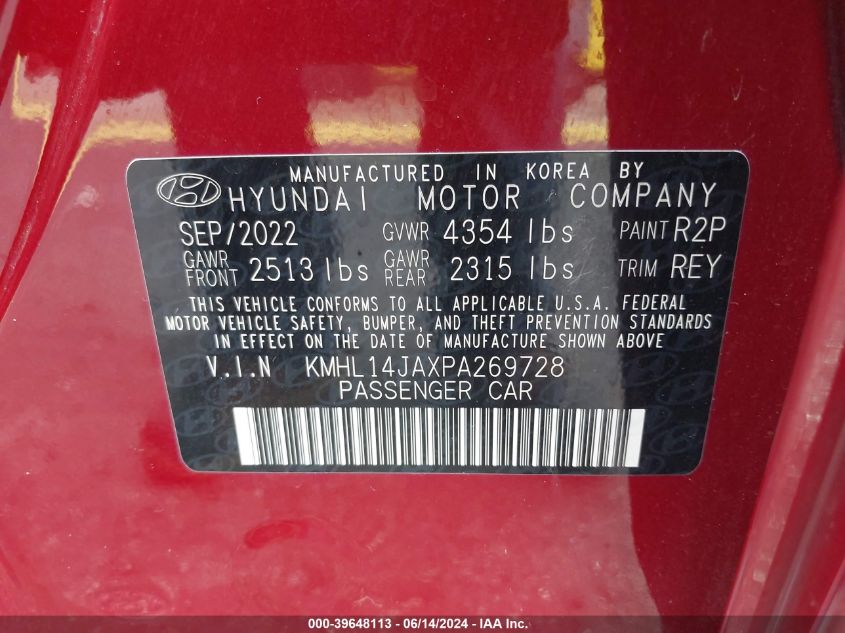 MANUFACTURED IN KOREA BY
HYUNDAI MOTOR COMPANY
SEP/2022 GVWR 4354 lbs PAINT R2P
GAWR FRONT 2513 lbs GAWR REAR 2315 lbs TRIM REY
THIS VEHICLE CONFORMS TO ALL APPLICABLE U.S.A. FEDERAL
MOTOR VEHICLE SAFETY, BUMPER, AND THEFT PREVENTION STANDARDS
IN EFFECT ON THE DATE OF MANUFACTURE SHOWN ABOVE
V.I.N KMHL14JAXPA269728
PASSENGER CAR
000-39648113 - 06/14/2024 - IAA, Inc.